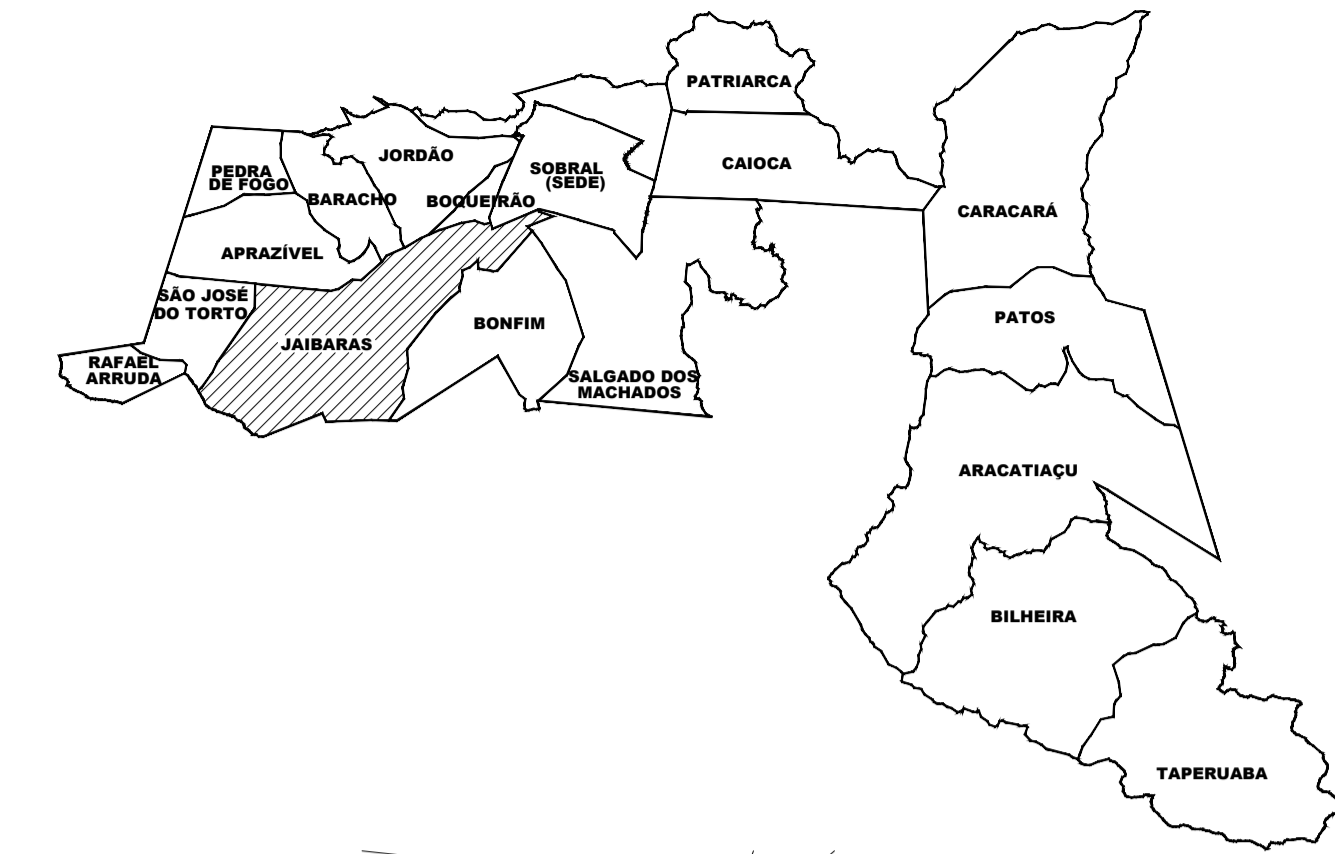 PATRIARCA
JORDÃO
CAIOCA
SOBRAL
(SEDE)
PEDRA
DE FOGO
BARACHO
BOQUEIRÃO
CARACARÁ
APRAZÍVEL
SÃO JOSÉ
DO TORTO
PATOS
BONFIM
JAIBARAS
RAFAEL
ARRUDA
SALGADO DOS
MACHADOS
ARACATIAÇU
BILHEIRA
TAPERUABA